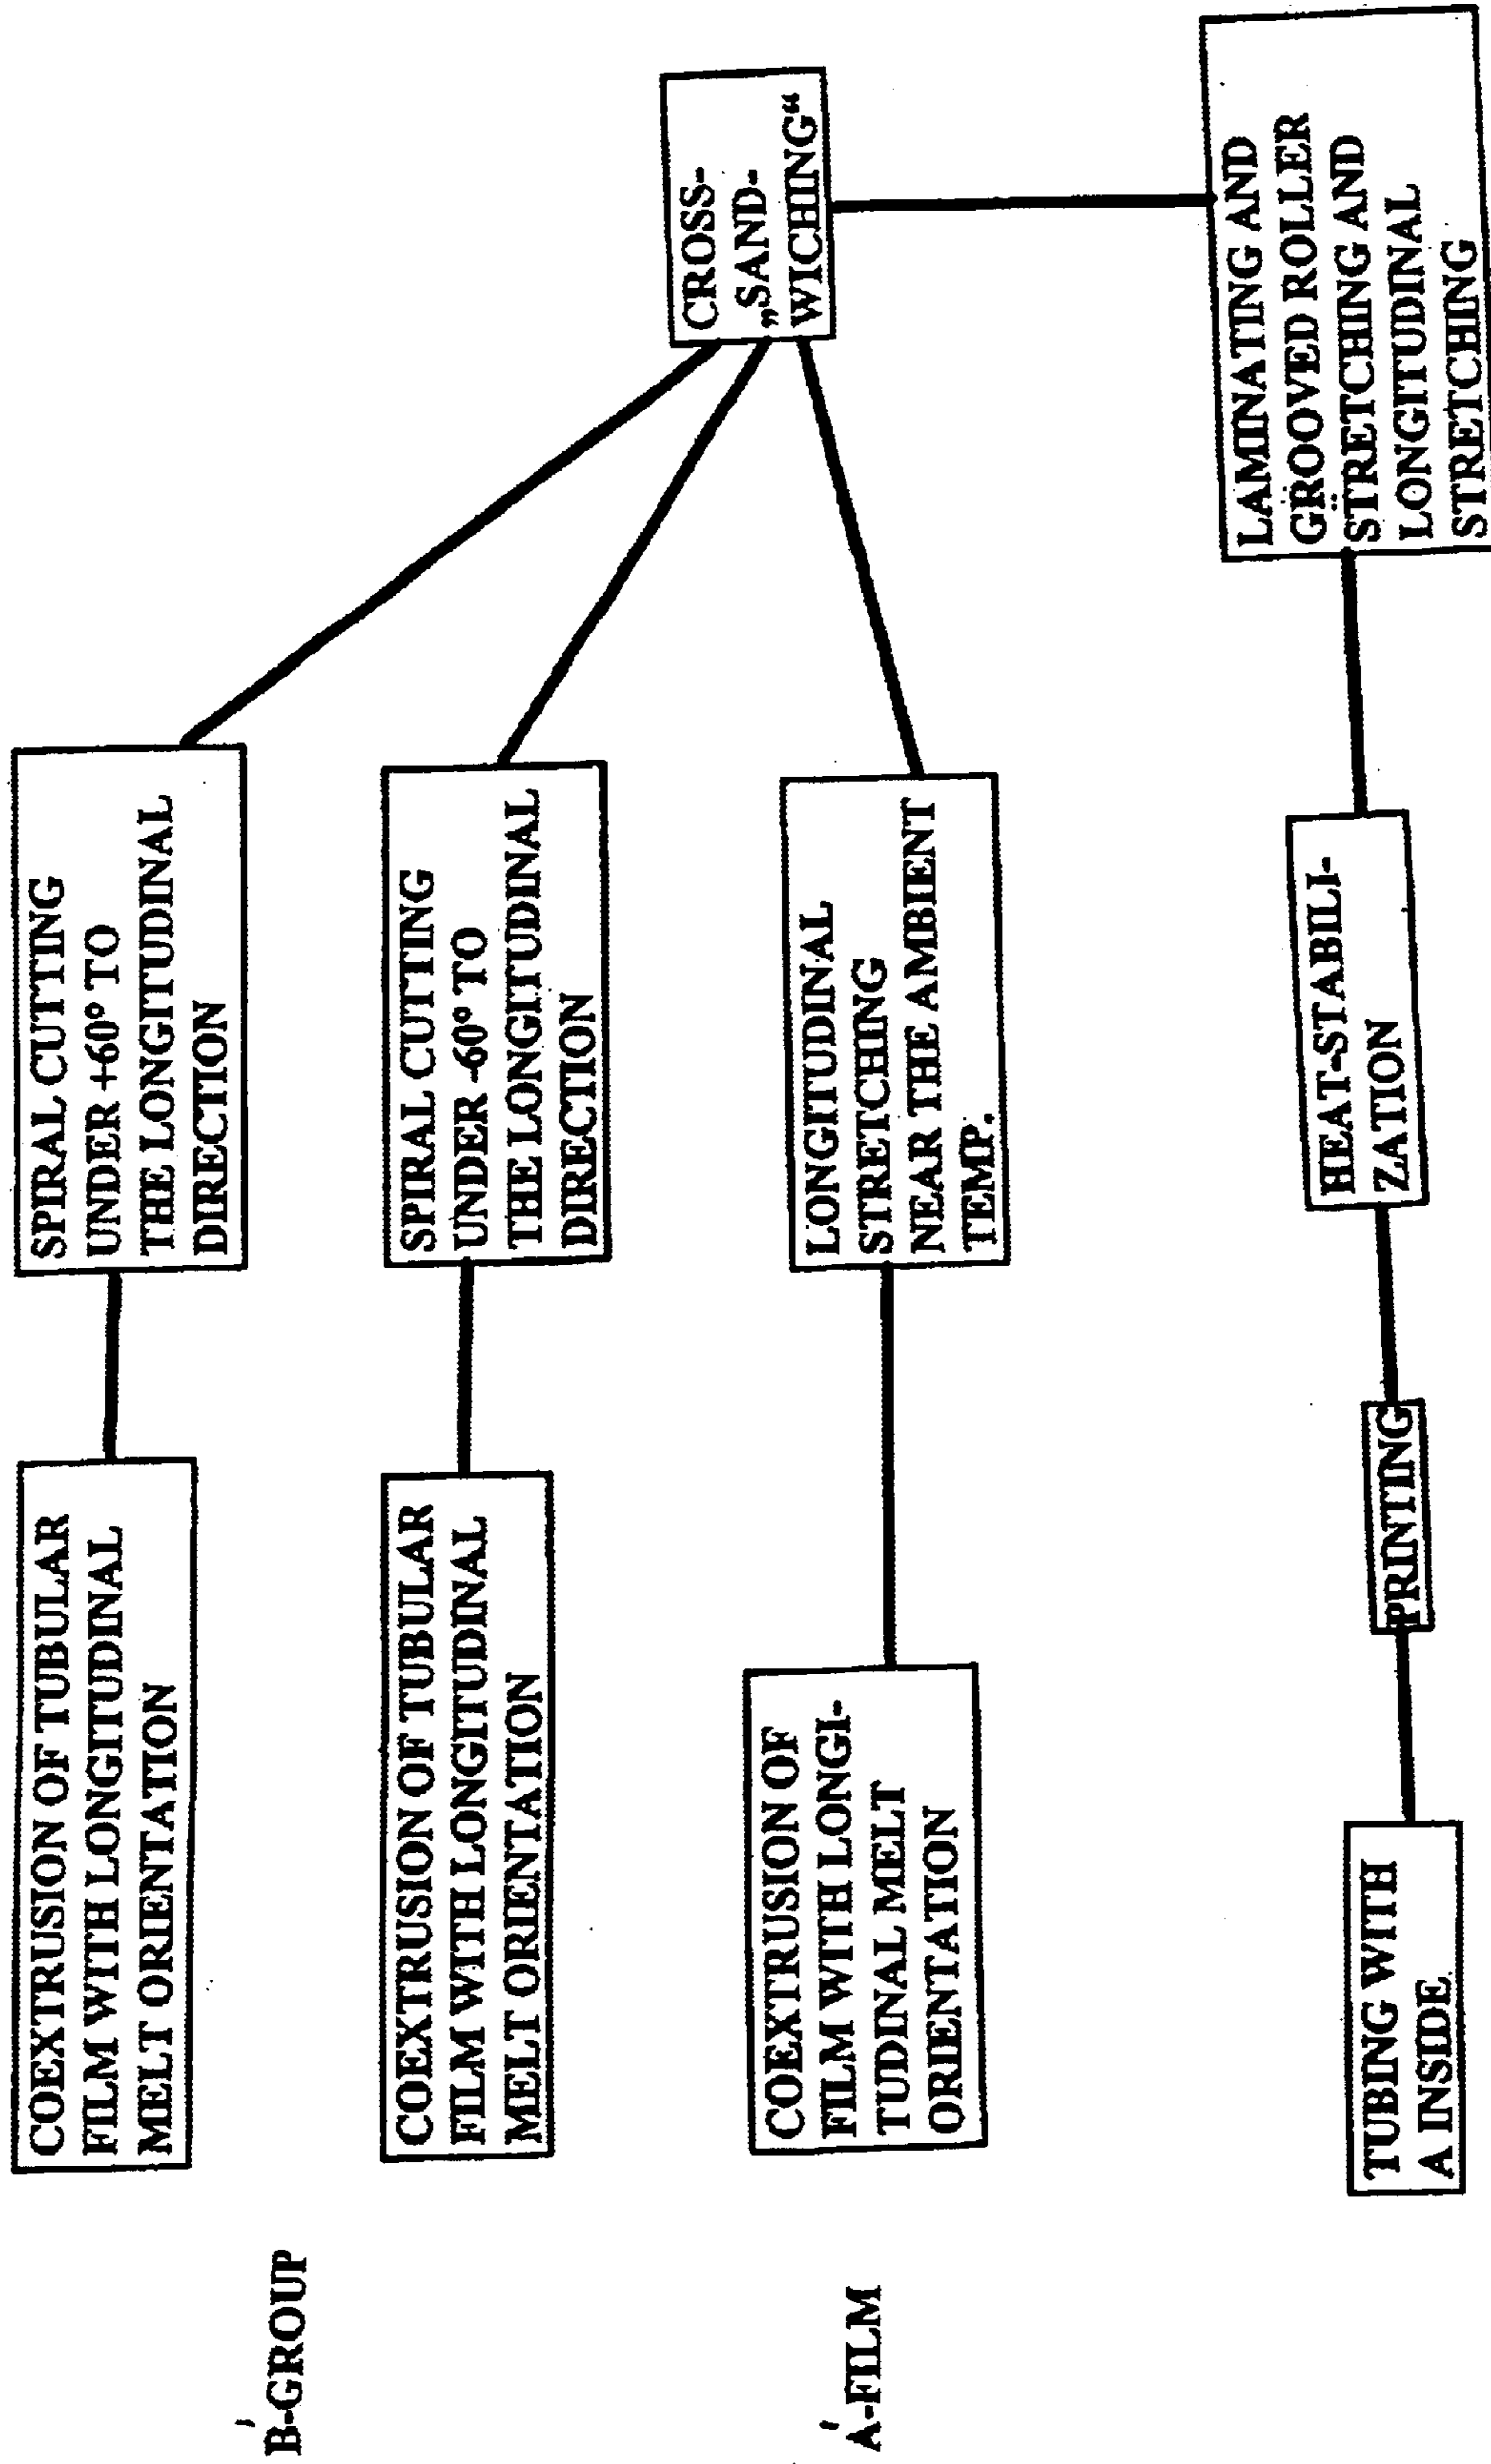 B-GROUP
COEXTRUSION OF TUBULAR
FILM WITH LONGITUDINAL
MELT ORIENTATION
SPIRAL CUTTING
UNDER +60° TO
THE LONGITUDINAL
DIRECTION
COEXTRUSION OF TUBULAR
FILM WITH LONGITUDINAL
MELT ORIENTATION
SPIRAL CUTTING
UNDER -60° TO
THE LONGITUDINAL
DIRECTION
CROSS-
„SAND-
WICHING“
A-FILM
COEXTRUSION OF
FILM WITH LONGI-
TUDINAL MELT
ORIENTATION
LONGITUDINAL
STRETCHING
NEAR THE AMBIENT
TEMP.
LAMINATING AND
GROOVED ROLLER
STRETCHING AND
LONGITUDINAL
STRETCHING
HEAT-STABILI-
ZATION
PRINTING
TUBING WITH
A INSIDE